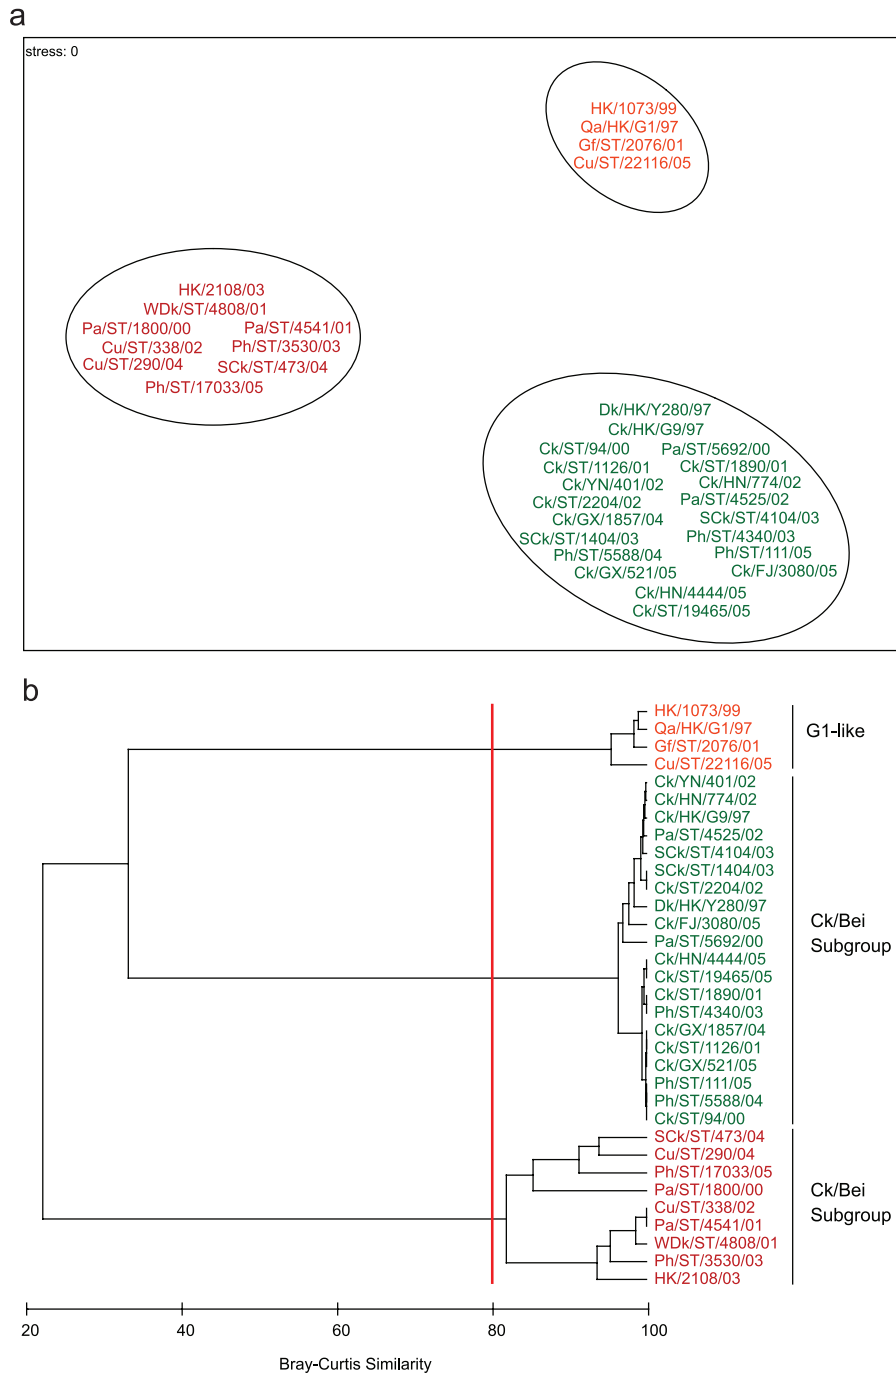 a
stress: 0
HK/1073/99
Qa/HK/G1/97
Gf/ST/2076/01
Cu/ST/22116/05
HK/2108/03
WDk/ST/4808/01
Pa/ST/1800/00 Pa/ST/4541/01
Cu/ST/338/02 Ph/ST/3530/03
Cu/ST/290/04 SCk/ST/473/04
Ph/ST/17033/05
Dk/HK/Y280/97
Ck/HK/G9/97
Ck/ST/94/00 Pa/ST/5692/00
Ck/ST/1126/01 Ck/ST/1890/01
Ck/YN/401/02 Ck/HN/774/02
Ck/ST/2204/02 Pa/ST/4525/02
Ck/GX/1857/04 SCk/ST/4104/03
SCk/ST/1404/03 Ph/ST/4340/03
Ph/ST/5588/04 Ph/ST/111/05
Ck/GX/521/05 Ck/FJ/3080/05
Ck/HN/4444/05
Ck/ST/19465/05
b
HK/1073/99
Qa/HK/G1/97
Gf/ST/2076/01
Cu/ST/22116/05
G1-like
Ck/YN/401/02
Ck/HN/774/02
Ck/HK/G9/97
Pa/ST/4525/02
SCk/ST/4104/03
SCk/ST/1404/03
Ck/ST/2204/02
Dk/HK/Y280/97
Ck/FJ/3080/05
Pa/ST/5692/00
Ck/HN/4444/05
Ck/ST/19465/05
Ck/ST/1890/01
Ph/ST/4340/03
Ck/GX/1857/04
Ck/ST/1126/01
Ck/GX/521/05
Ph/ST/111/05
Ph/ST/5588/04
Ck/ST/94/00
Ck/Bei
Subgroup
SCk/ST/473/04
Cu/ST/290/04
Ph/ST/17033/05
Pa/ST/1800/00
Cu/ST/338/02
Pa/ST/4541/01
WDk/ST/4808/01
Ph/ST/3530/03
HK/2108/03
Ck/Bei
Subgroup
20 40 60 80 100
Bray-Curtis Similarity